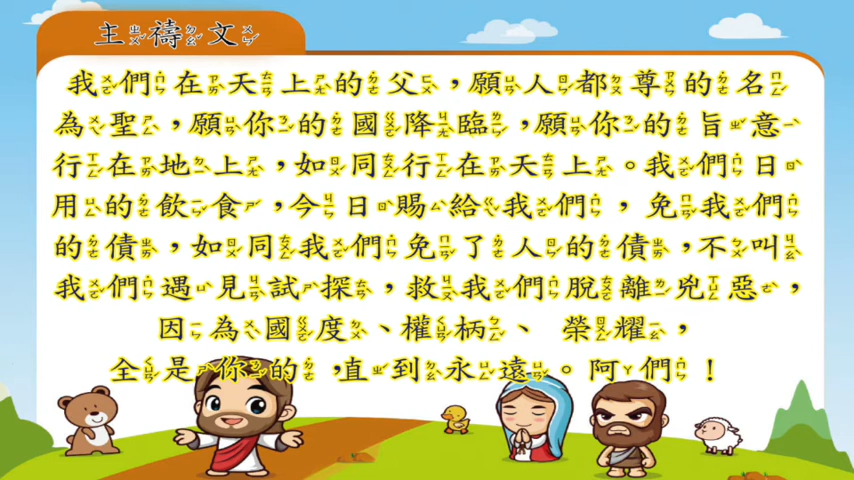 主禱文
我們在天上的父，願人都尊的名
為聖，願你的國降臨，願你的旨意
行在地上，如同行在天上。我們日
用的飲食，今日賜給我們，免我們
的債，如同我們免了人的債，不叫
我們遇見試探，救我們脫離兇惡，
因為國度、權柄、榮耀，
全是你的，直到永遠。阿們！